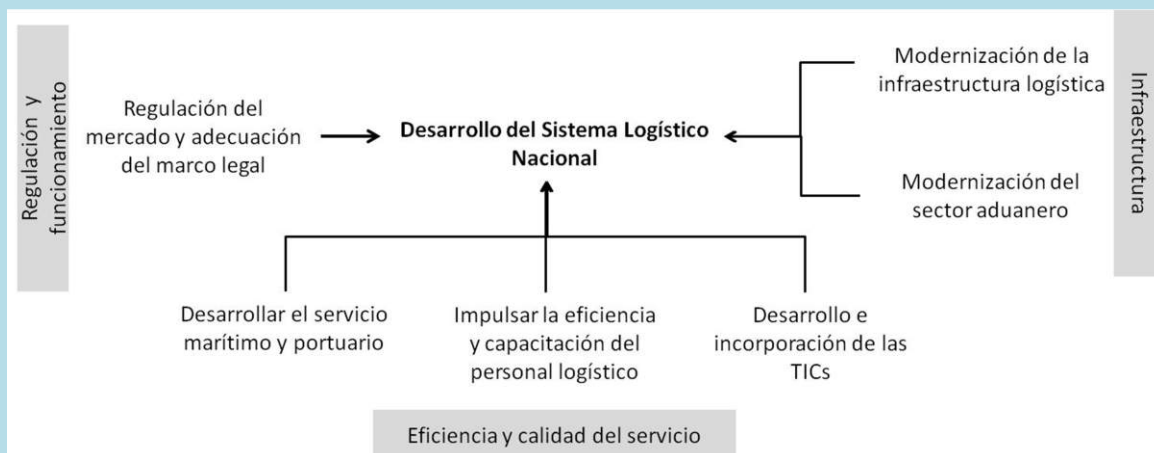 Regulación y
funcionamiento
Regulación del
mercado y adecuación
del marco legal
Desarrollo del Sistema Logístico
Nacional
Modernización de la
infraestructura logística
Modernización del
sector aduanero
Infraestructura
Desarrollar el servicio
marítimo y portuario
Impulsar la eficiencia
y capacitación del
personal logístico
Desarrollo e
incorporación de las
TICs
Eficiencia y calidad del servicio